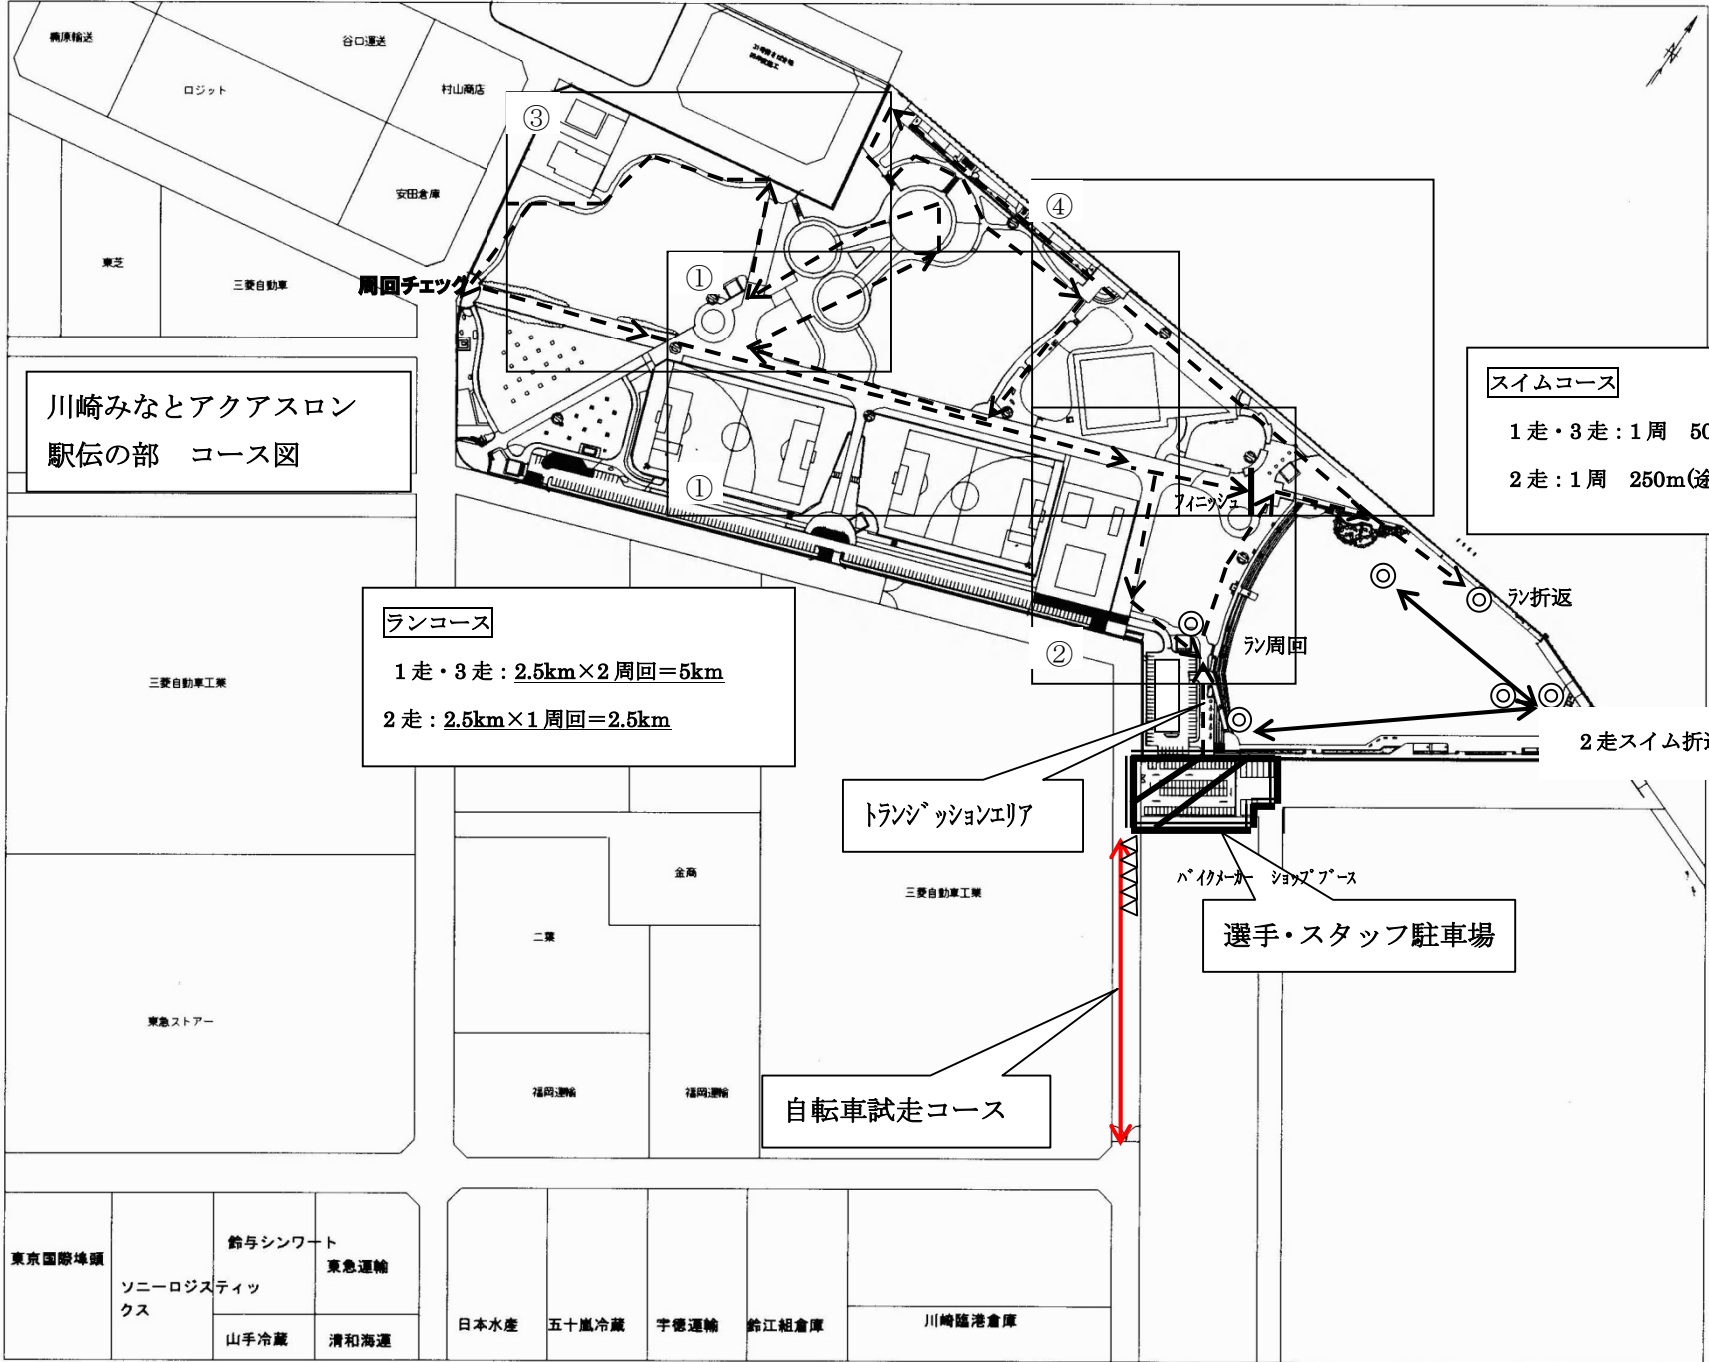 谷口運送
ロジット
村山商店
安田倉庫
東芝
三菱自動車
③
④
①
周回チェック
川崎みなとアクアスロン
駅伝の部 コース図
スイムコース
1走・3走：1周 50
2走：1周 250m(途
①
フィニッシュ
ラン折返
ランコース
1走・3走：2.5km×2周回＝5km
2走：2.5km×1周回＝2.5km
②
ラン周回
三菱自動車工業
2走スイム折返
トランジッションエリア
バイクメーカー ショップブース
選手・スタッフ駐車場
金商
三菱自動車工業
二葉
東急ストアー
福岡運輸
福岡運輸
自転車試走コース
東京国際埠頭
ソニーロジスティッ
クス
鈴与シンワート
東急運輸
山手冷蔵
清和海運
日本水産
五十嵐冷蔵
宇徳運輸
鈴江組倉庫
川崎臨港倉庫